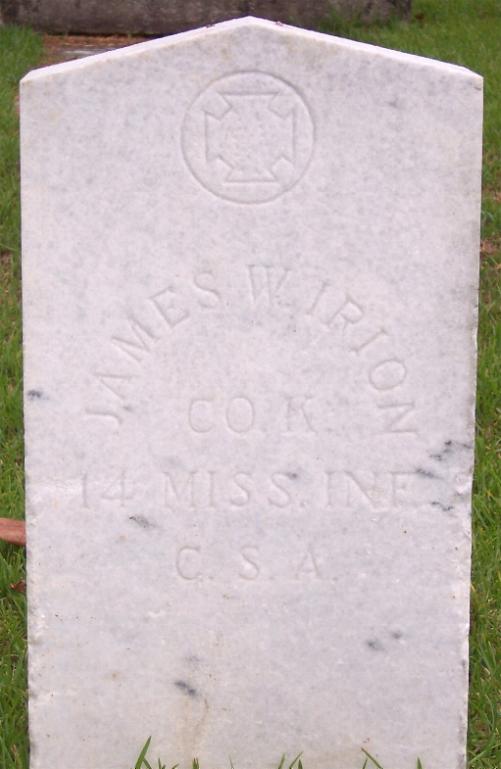 JAMES W. IRION
CO. K.
14 MISS. INF.
C. S. A.